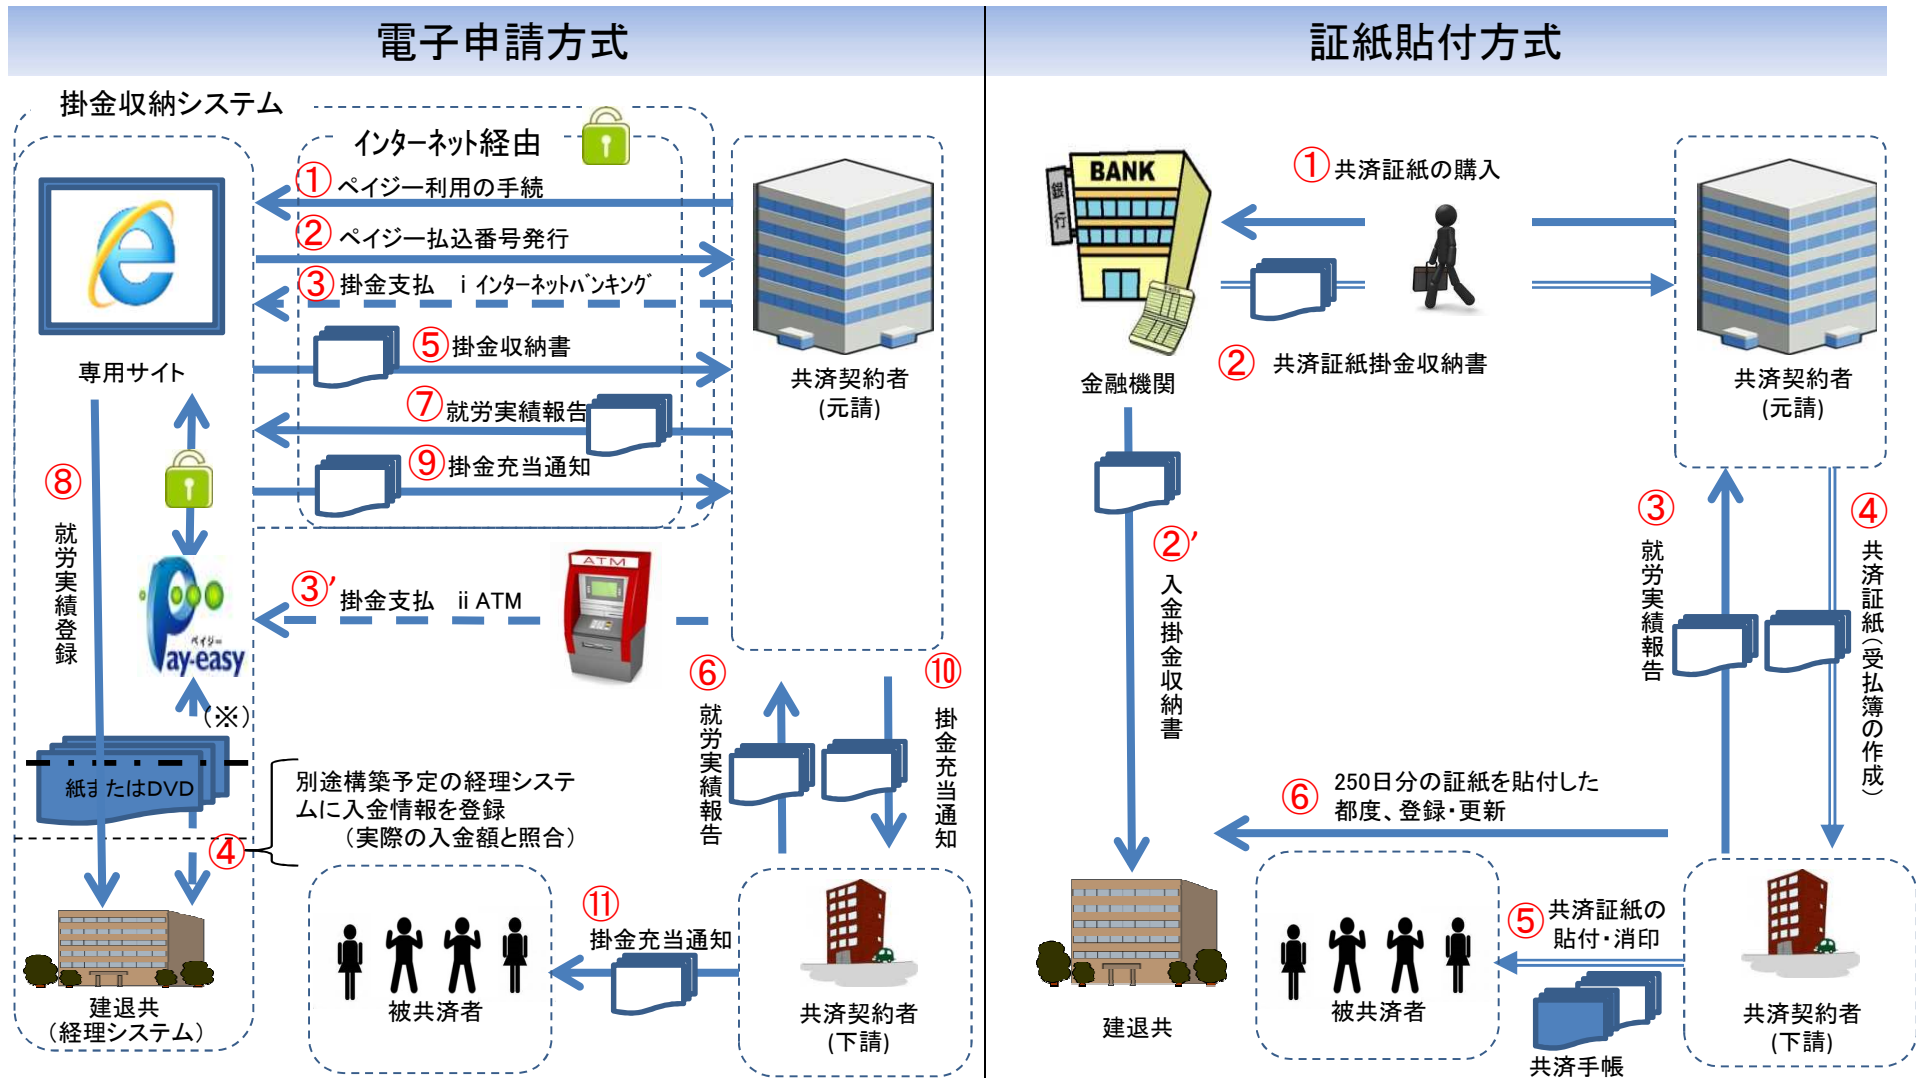 電子申請方式
掛金収納システム
インターネット経由
① ペイジー利用の手続
② ペイジー払込番号発行
③ 掛金支払 ⅰ インターネットバンキング
⑤ 掛金収納書
⑦ 就労実績報告
⑨ 掛金充当通知
専用サイト
共済契約者
(元請)
⑧
就労実績登録
③’ 掛金支払 ⅱ ATM
ATM
ペイジー
Pay-easy
(※)
紙またはDVD
④
別途構築予定の経理システ
ムに入金情報を登録
(実際の入金額と照合)
⑥
就労実績報告
⑩
掛金充当通知
⑪
掛金充当通知
建退共
(経理システム)
被共済者
共済契約者
(下請)
証紙貼付方式
BANK
銀行
① 共済証紙の購入
② 共済証紙掛金収納書
金融機関
共済契約者
(元請)
②’
入金掛金収納書
③
就労実績報告
④
共済証紙(受払簿の作成)
⑥ 250日分の証紙を貼付した
都度、登録・更新
⑤ 共済証紙の
貼付・消印
建退共
被共済者
共済手帳
共済契約者
(下請)